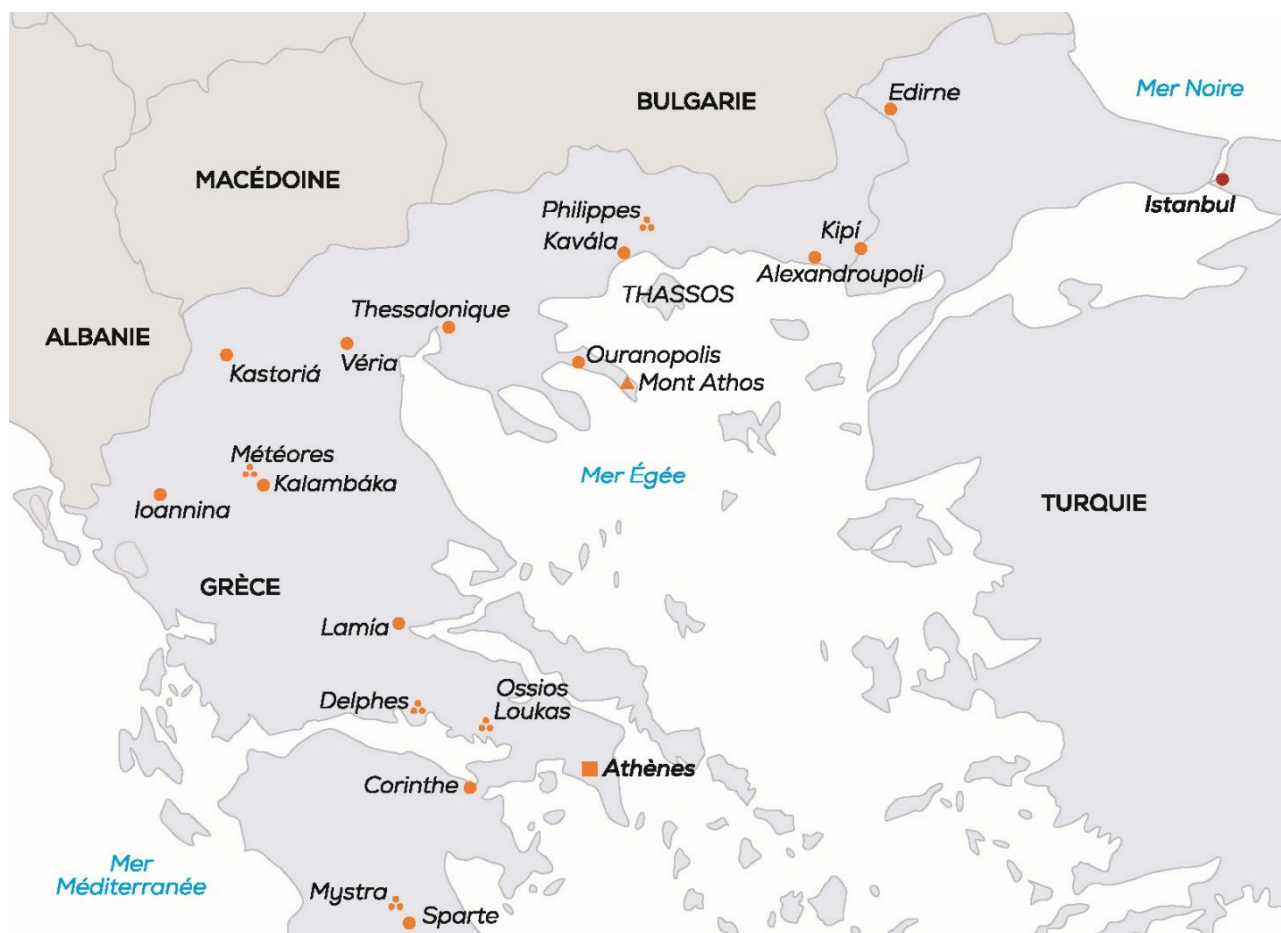 Mer Noire
Edirne
BULGARIE
MACÉDOINE
Istanbul
Philippes
Kavála
Kipí
Alexandroupoli
THASSOS
Thessalonique
ALBANIE
Véria
Kastoriá
Ouranopolis
Mont Athos
Météores
Kalambáka
Ioannina
Mer Égée
TURQUIE
GRÈCE
Lamía
Delphes
Ossios
Loukas
Athènes
Corinthe
Mer
Méditerranée
Mystra
Sparte